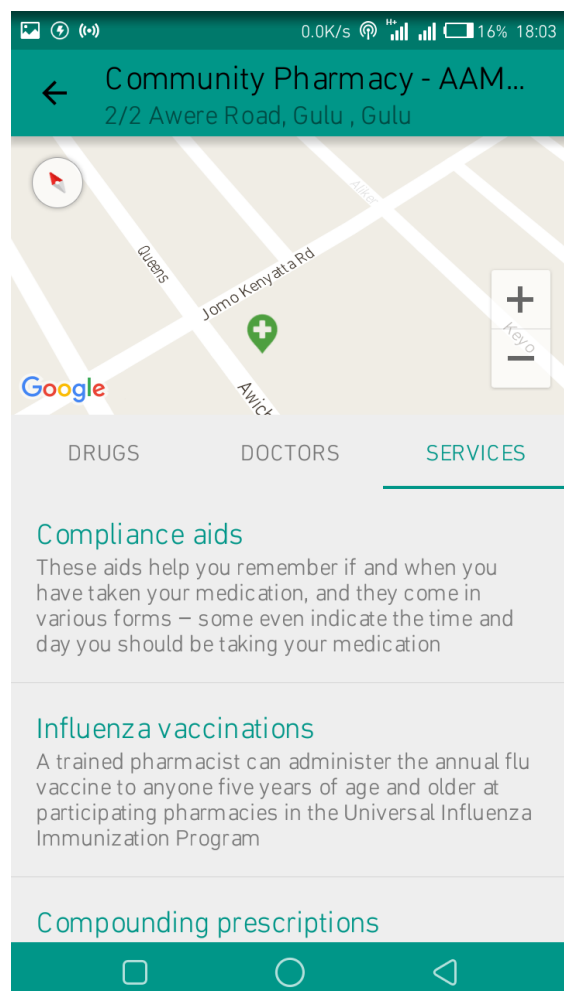 0.0K/s H+ 16% 18:03
Community Pharmacy - AAM...
2/2 Awere Road, Gulu , Gulu
Aliker
Queens
Jomo Kenyatta Rd
Keyo
Google
Awich
DRUGS DOCTORS SERVICES
Compliance aids
These aids help you remember if and when you
have taken your medication, and they come in
various forms – some even indicate the time and
day you should be taking your medication
Influenza vaccinations
A trained pharmacist can administer the annual flu
vaccine to anyone five years of age and older at
participating pharmacies in the Universal Influenza
Immunization Program
Compounding prescriptions